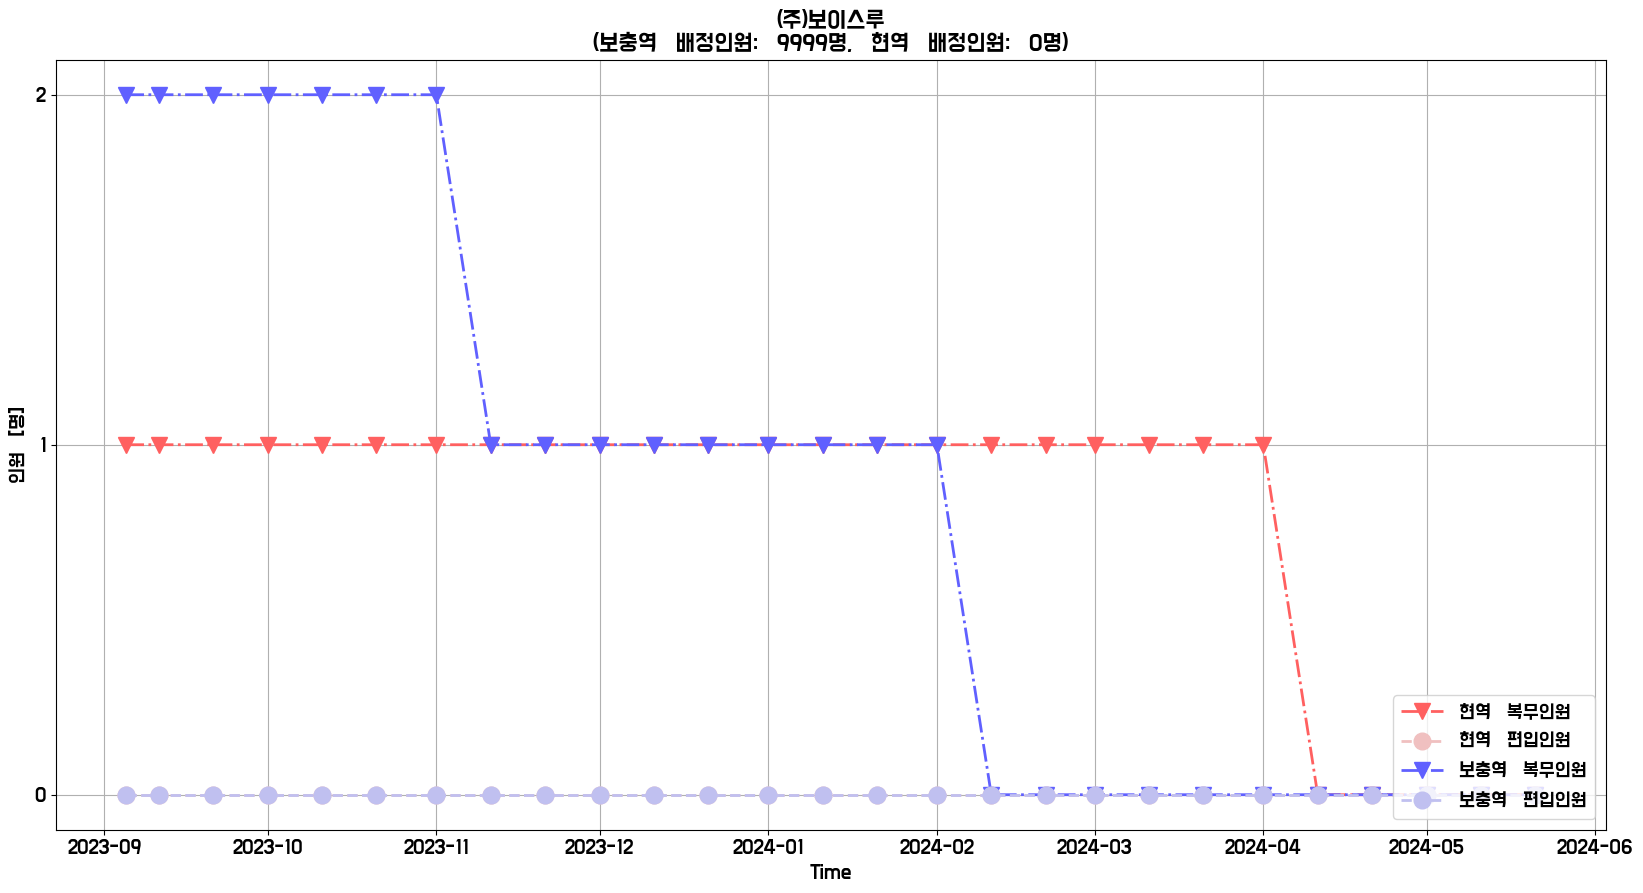 (주)보이스루
(보충역 배정인원: 9999명, 현역 배정인원: 0명)
2
1
0
인원 [명]
2023-09 2023-10 2023-11 2023-12 2024-01 2024-02 2024-03 2024-04 2024-05 2024-06
Time
현역 복무인원
현역 편입인원
보충역 복무인원
보충역 편입인원